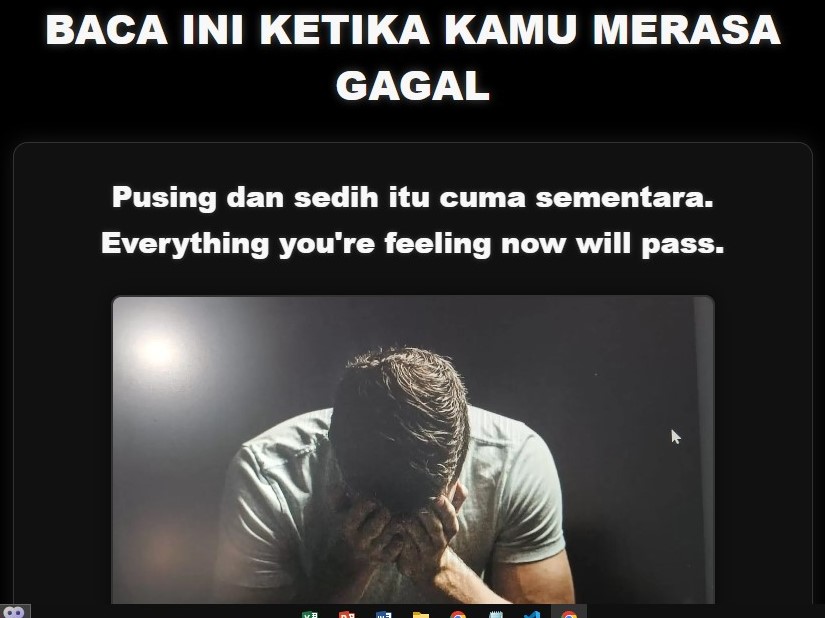 BACA INI KETIKA KAMU MERASA
GAGAL
Pusing dan sedih itu cuma sementara.
Everything you're feeling now will pass.